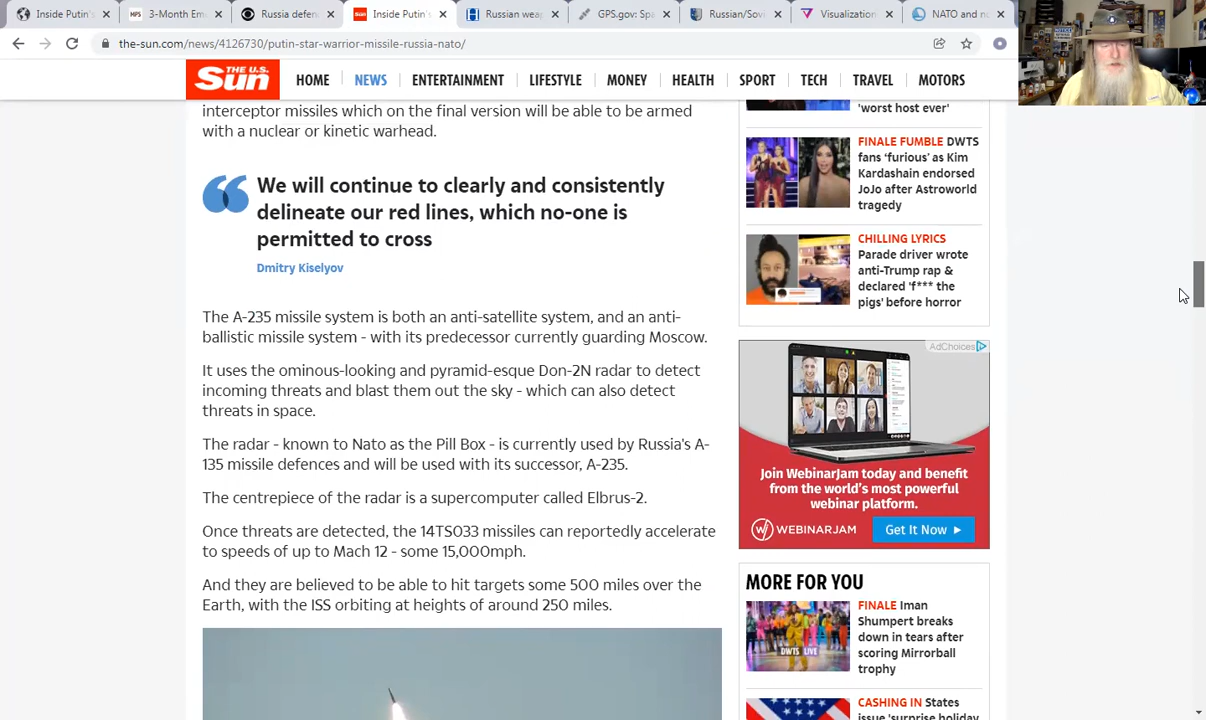 Inside Putin's
3-Month Em
Russia defen
Inside Putin's
Russian weap
GPS.gov: Spa
Russian/Sovi
Visualization
NATO and n
the-sun.com/news/4126730/putin-star-warrior-missile-russia-nato/
THE U.S.
Sun
HOME
NEWS
ENTERTAINMENT
LIFESTYLE
MONEY
HEALTH
SPORT
TECH
TRAVEL
MOTORS
interceptor missiles which on the final version will be able to be armed
with a nuclear or kinetic warhead.
We will continue to clearly and consistently
delineate our red lines, which no-one is
permitted to cross
Dmitry Kiselyov
The A-235 missile system is both an anti-satellite system, and an anti-
ballistic missile system - with its predecessor currently guarding Moscow.
It uses the ominous-looking and pyramid-esque Don-2N radar to detect
incoming threats and blast them out the sky - which can also detect
threats in space.
The radar - known to Nato as the Pill Box - is currently used by Russia's A-
135 missile defences and will be used with its successor, A-235.
The centrepiece of the radar is a supercomputer called Elbrus-2.
Once threats are detected, the 14TS033 missiles can reportedly accelerate
to speeds of up to Mach 12 - some 15,000mph.
And they are believed to be able to hit targets some 500 miles over the
Earth, with the ISS orbiting at heights of around 250 miles.
'worst host ever'
FINALE FUMBLE DWTS
fans 'furious' as Kim
Kardashian endorsed
JoJo after Astroworld
tragedy
CHILLING LYRICS
Parade driver wrote
anti-Trump rap &
declared 'f*** the
pigs' before horror
AdChoices
Join WebinarJam today and benefit
from the world's most powerful
webinar platform.
WEBINARJAM
Get It Now
MORE FOR YOU
DWTS LIVE
FINALE Iman
Shumpert breaks
down in tears after
scoring Mirrorball
trophy
CASHING IN States
issue 'surprise holiday